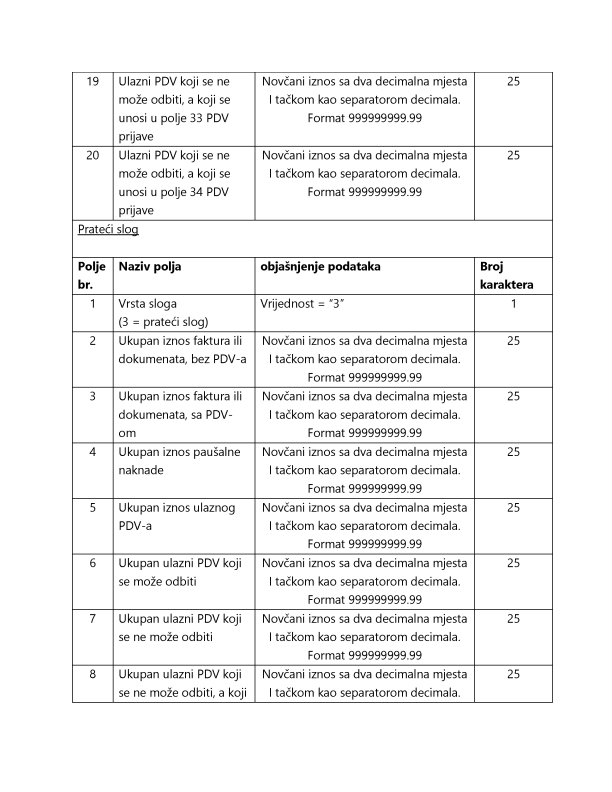 19 Ulazni PDV koji se ne Novčani iznos sa dva decimalna mjesta 25
može odbiti, a koji se I tačkom kao separatorom decimala.
unosi u polje 33 PDV Format 999999999.99
prijave
20 Ulazni PDV koji se ne Novčani iznos sa dva decimalna mjesta 25
može odbiti, a koji se I tačkom kao separatorom decimala.
unosi u polje 34 PDV Format 999999999.99
prijave
Prateći slog
Polje Naziv polja objašnjenje podataka Broj
br. karaktera
1 Vrsta sloga Vrijednost = “3” 1
(3 = prateći slog)
2 Ukupan iznos faktura ili Novčani iznos sa dva decimalna mjesta 25
dokumenata, bez PDV-a I tačkom kao separatorom decimala.
Format 999999999.99
3 Ukupan iznos faktura ili Novčani iznos sa dva decimalna mjesta 25
dokumenata, sa PDV- I tačkom kao separatorom decimala.
om Format 999999999.99
4 Ukupan iznos paušalne Novčani iznos sa dva decimalna mjesta 25
naknade I tačkom kao separatorom decimala.
Format 999999999.99
5 Ukupan iznos ulaznog Novčani iznos sa dva decimalna mjesta 25
PDV-a I tačkom kao separatorom decimala.
Format 999999999.99
6 Ukupan ulazni PDV koji Novčani iznos sa dva decimalna mjesta 25
se može odbiti I tačkom kao separatorom decimala.
Format 999999999.99
7 Ukupan ulazni PDV koji Novčani iznos sa dva decimalna mjesta 25
se ne može odbiti I tačkom kao separatorom decimala.
Format 999999999.99
8 Ukupan ulazni PDV koji Novčani iznos sa dva decimalna mjesta 25
se ne može odbiti, a koji I tačkom kao separatorom decimala.